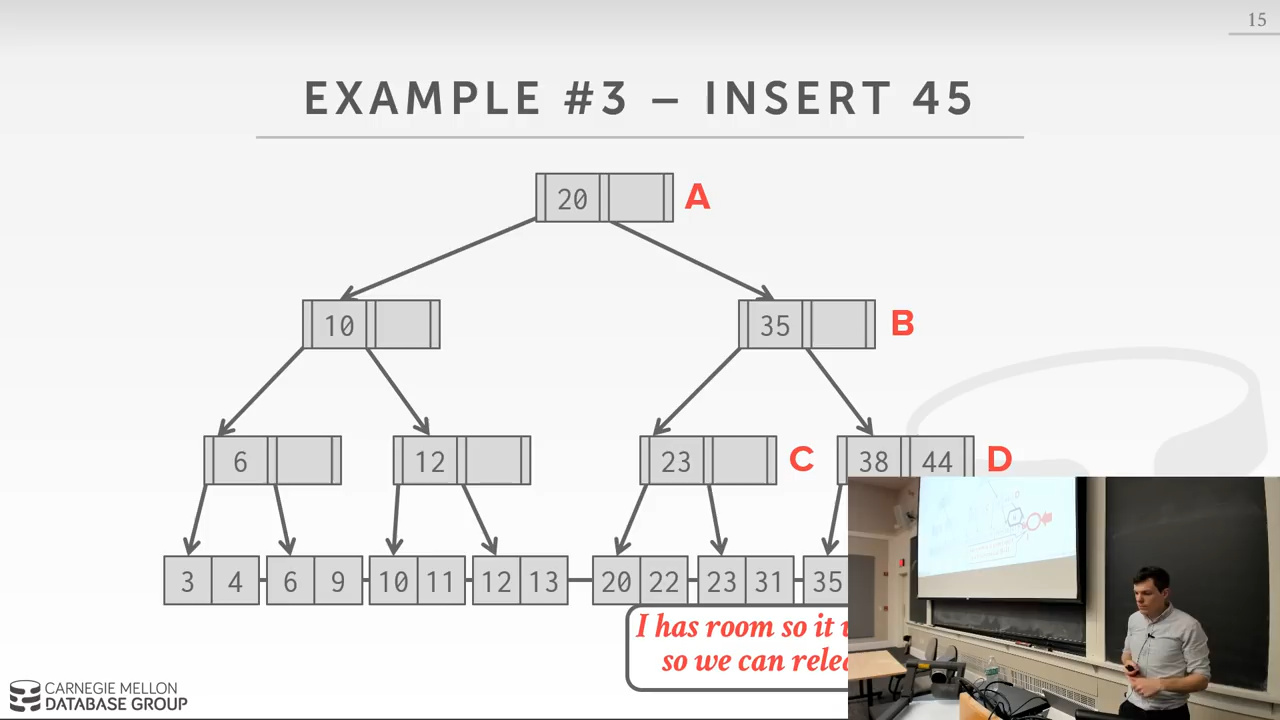 15
EXAMPLE #3 – INSERT 45
20 A
10 35 B
6 12 23 C 38 44 D
3 4 6 9 10 11 12 13 20 22 23 31 35
I has room so it
so we can
CARNEGIE MELLON
DATABASE GROUP